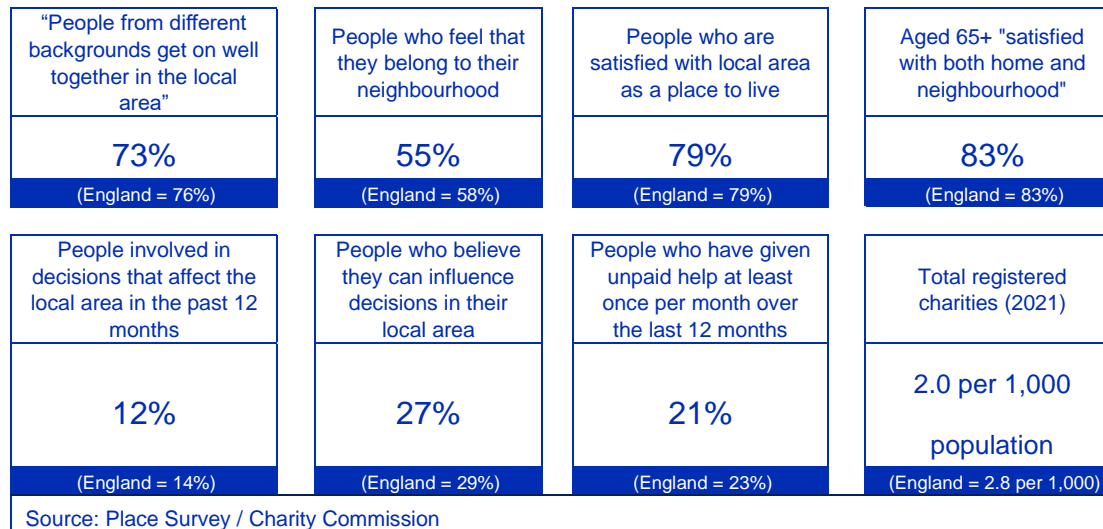 “People from different
backgrounds get on well
together in the local
area”
73%
(England = 76%)
People who feel that
they belong to their
neighbourhood
55%
(England = 58%)
People who are
satisfied with local area
as a place to live
79%
(England = 79%)
Aged 65+ "satisfied
with both home and
neighbourhood"
83%
(England = 83%)
People involved in
decisions that affect the
local area in the past 12
months
12%
(England = 14%)
People who believe
they can influence
decisions in their
local area
27%
(England = 29%)
People who have given
unpaid help at least
once per month over
the last 12 months
21%
(England = 23%)
Total registered
charities (2021)
2.0 per 1,000
population
(England = 2.8 per 1,000)
Source: Place Survey / Charity Commission